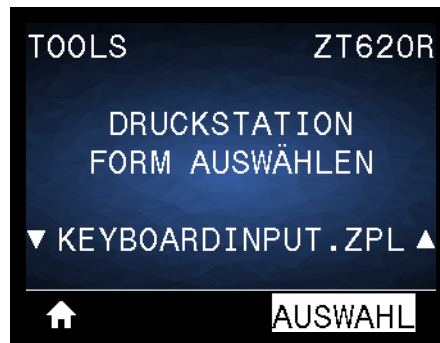 TOOLS ZT620R
DRUCKSTATION
FORM AUSWÄHLEN
KEYBOARDINPUT.ZPL
AUSWAHL